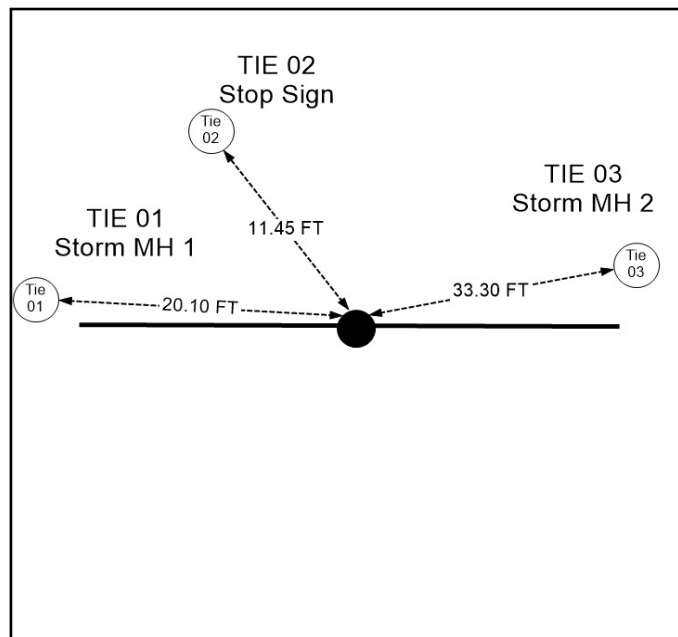 TIE 02
Stop Sign
Tie
02
TIE 03
Storm MH 2
TIE 01
Storm MH 1
11.45 FT
Tie
03
Tie
01
20.10 FT
33.30 FT